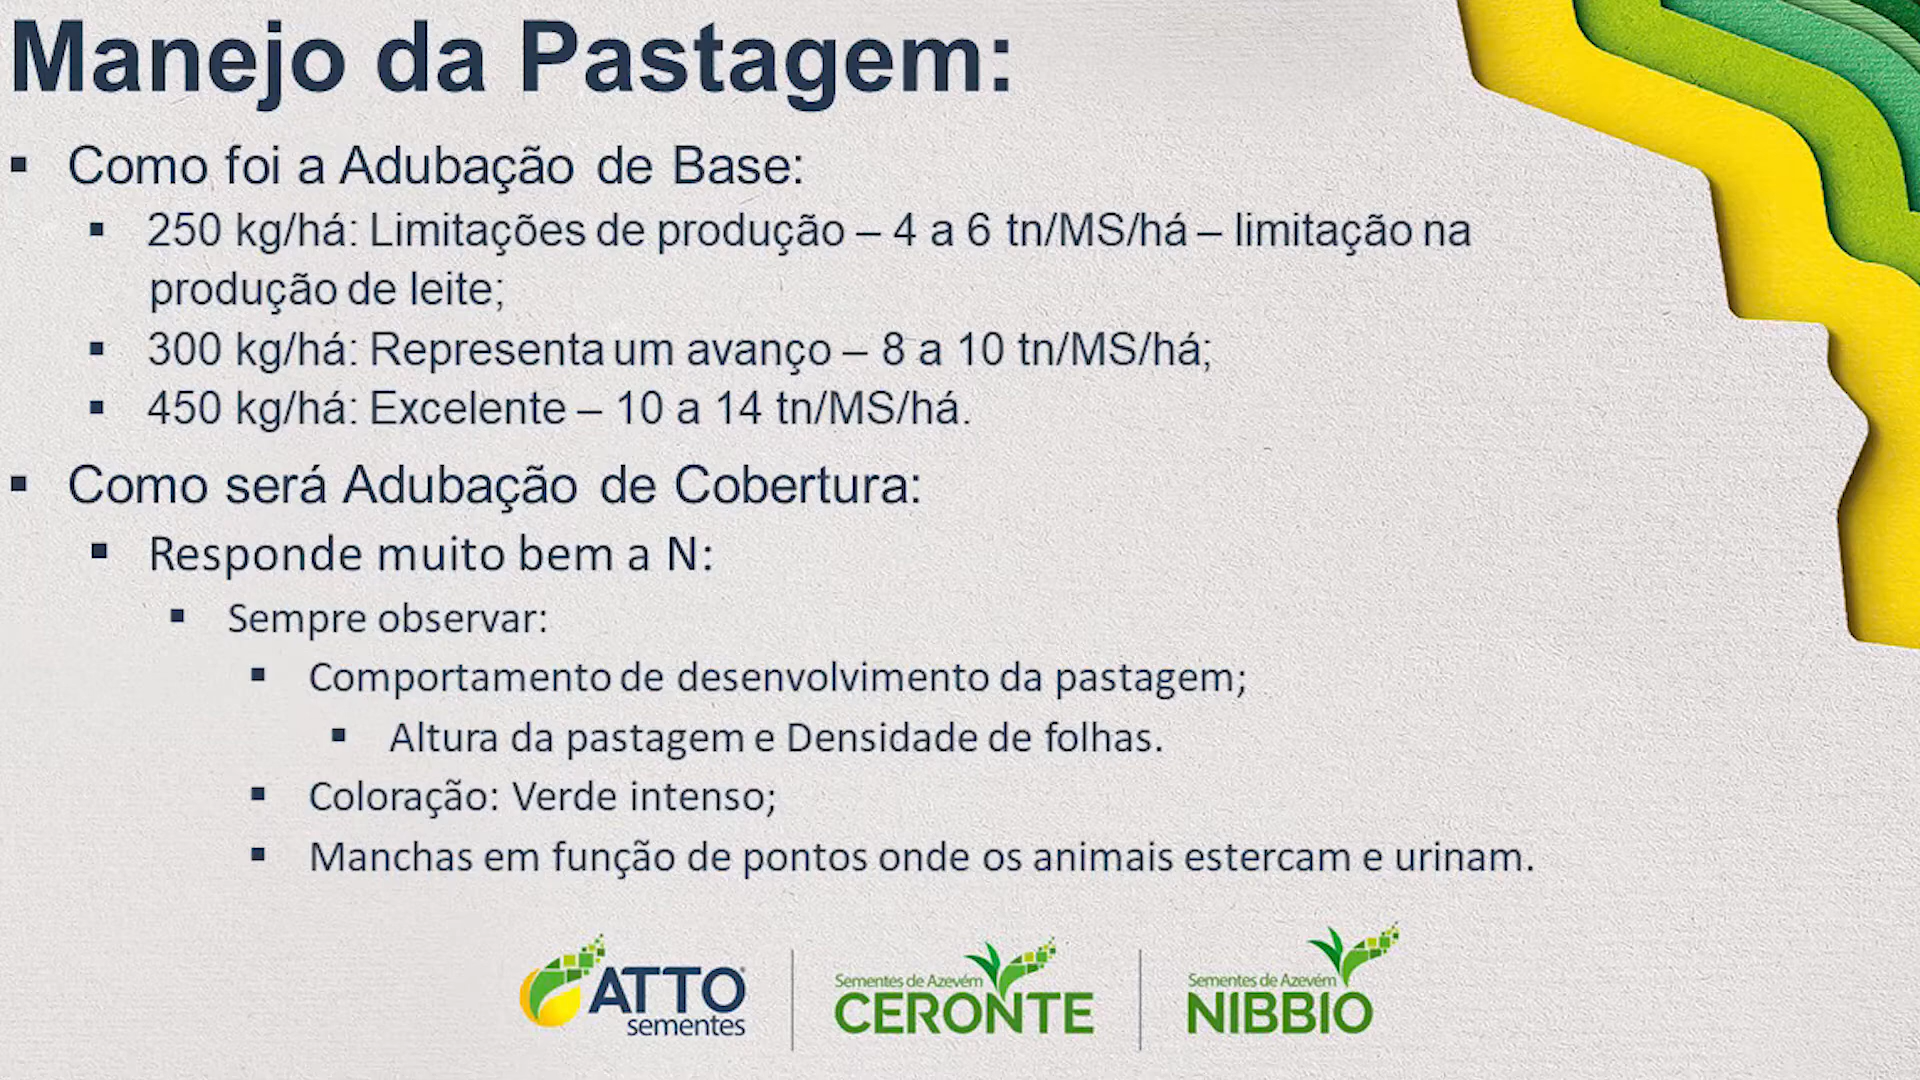 Manejo da Pastagem:
▪ Como foi a Adubação de Base:
▪ 250 kg/há: Limitações de produção – 4 a 6 tn/MS/há – limitação na
produção de leite;
▪ 300 kg/há: Representa um avanço – 8 a 10 tn/MS/há;
▪ 450 kg/há: Excelente – 10 a 14 tn/MS/há.
▪ Como será Adubação de Cobertura:
▪ Responde muito bem a N:
▪ Sempre observar:
▪ Comportamento de desenvolvimento da pastagem;
▪ Altura da pastagem e Densidade de folhas.
▪ Coloração: Verde intenso;
▪ Manchas em função de pontos onde os animais estercam e urinam.
ATTO
sementes
Sementes de Azevém
CERONTE
Sementes de Azevém
NIBBIO